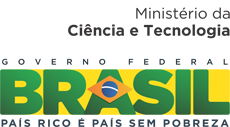 Ministério da
Ciência e Tecnologia
GOVERNO FEDERAL
BRASIL
PAÍS RICO É PAÍS SEM POBREZA